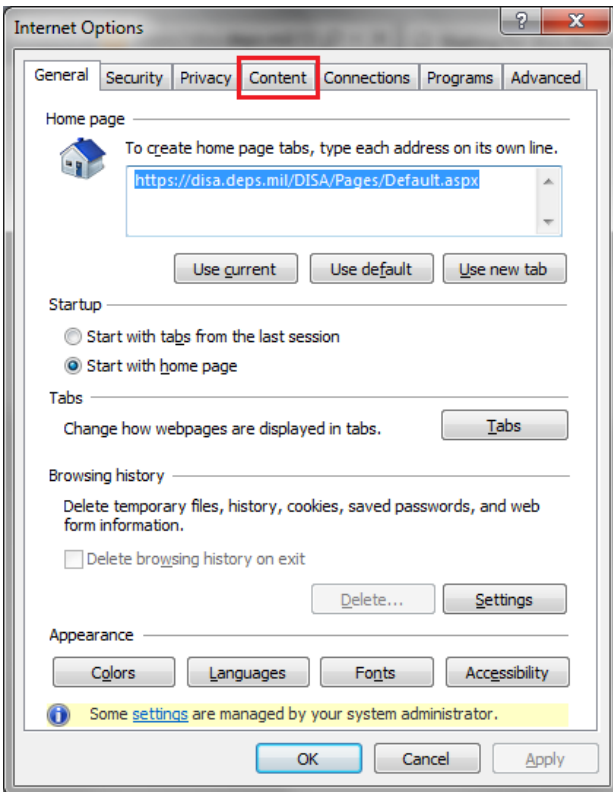 Internet Options
General Security Privacy Content Connections Programs Advanced
Home page
To create home page tabs, type each address on its own line.
https://disa.deps.mil/DISA/Pages/Default.aspx
Use current Use default Use new tab
Startup
Start with tabs from the last session
Start with home page
Tabs
Change how webpages are displayed in tabs. Tabs
Browsing history
Delete temporary files, history, cookies, saved passwords, and web
form information.
Delete browsing history on exit
Delete... Settings
Appearance
Colors Languages Fonts Accessibility
Some settings are managed by your system administrator.
OK Cancel Apply